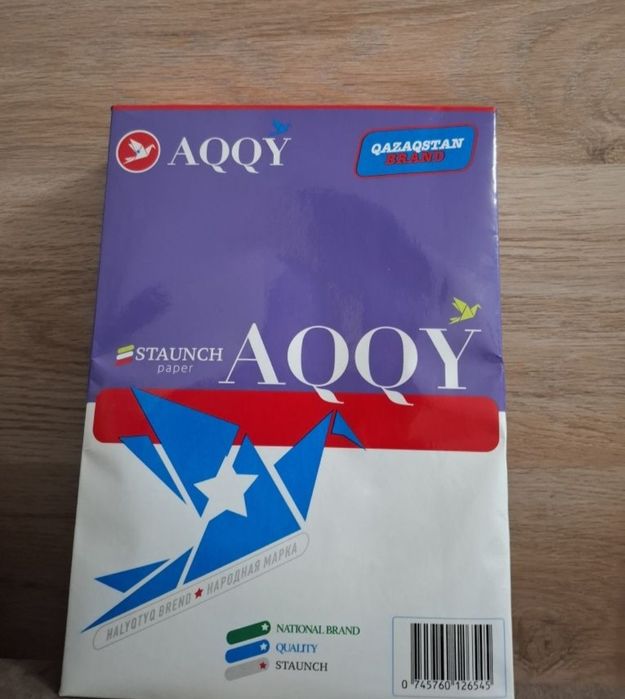 AQQY
QAZAQSTAN
BRAND
STAUNCH
paper
AQQY
HALYQTYQ BREND ★ НАРОДНАЯ МАРКА
NATIONAL BRAND
QUALITY
STAUNCH
0 745760 126545